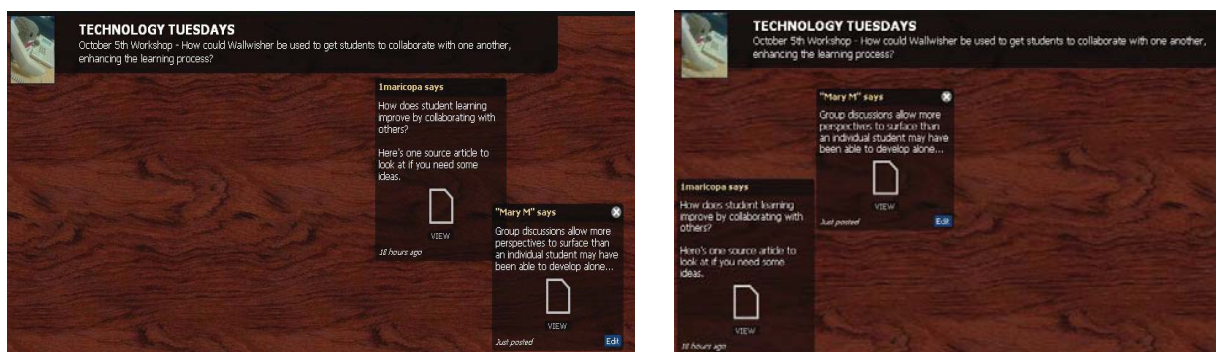 TECHNOLOGY TUESDAYS
October 5th Workshop - How could Wallwisher be used to get students to collaborate with one another,
enhancing the learning process?
1maricopa says
How does student learning
improve by collaborating with
others?
Here's one source article to
look at if you need some
ideas.
VIEW
18 hours ago
"Mary M" says
Group discussions allow more
perspectives to surface than
an individual student may have
been able to develop alone...
VIEW
Just posted
Edit
TECHNOLOGY TUESDAYS
October 5th Workshop - How could Wallwisher be used to get students to collaborate with one another,
enhancing the learning process?
"Mary M" says
Group discussions allow more
perspectives to surface than
an individual student may have
been able to develop alone...
VIEW
Just posted
Edit
1maricopa says
How does student learning
improve by collaborating with
others?
Here's one source article to
look at if you need some
ideas.
VIEW
18 hours ago